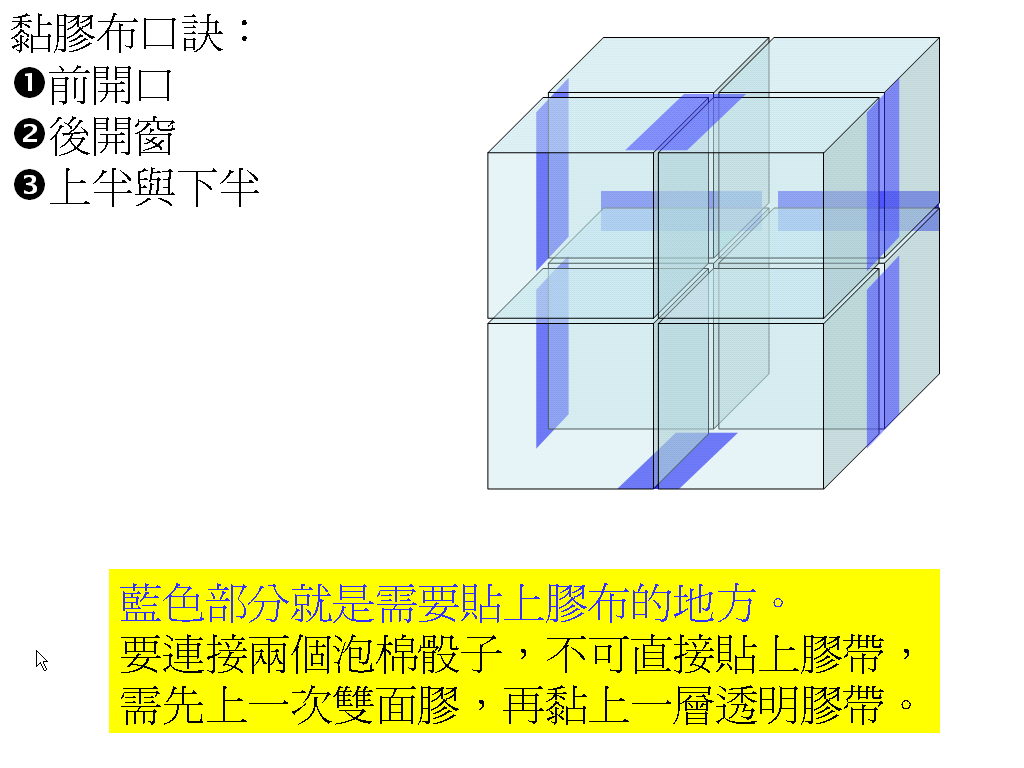 黏膠布口訣：
❶前開口
❷後開窗
❸上半與下半
藍色部分就是需要貼上膠布的地方。
要連接兩個泡棉骰子，不可直接貼上膠帶，
需先上一次雙面膠，再黏上一層透明膠帶。